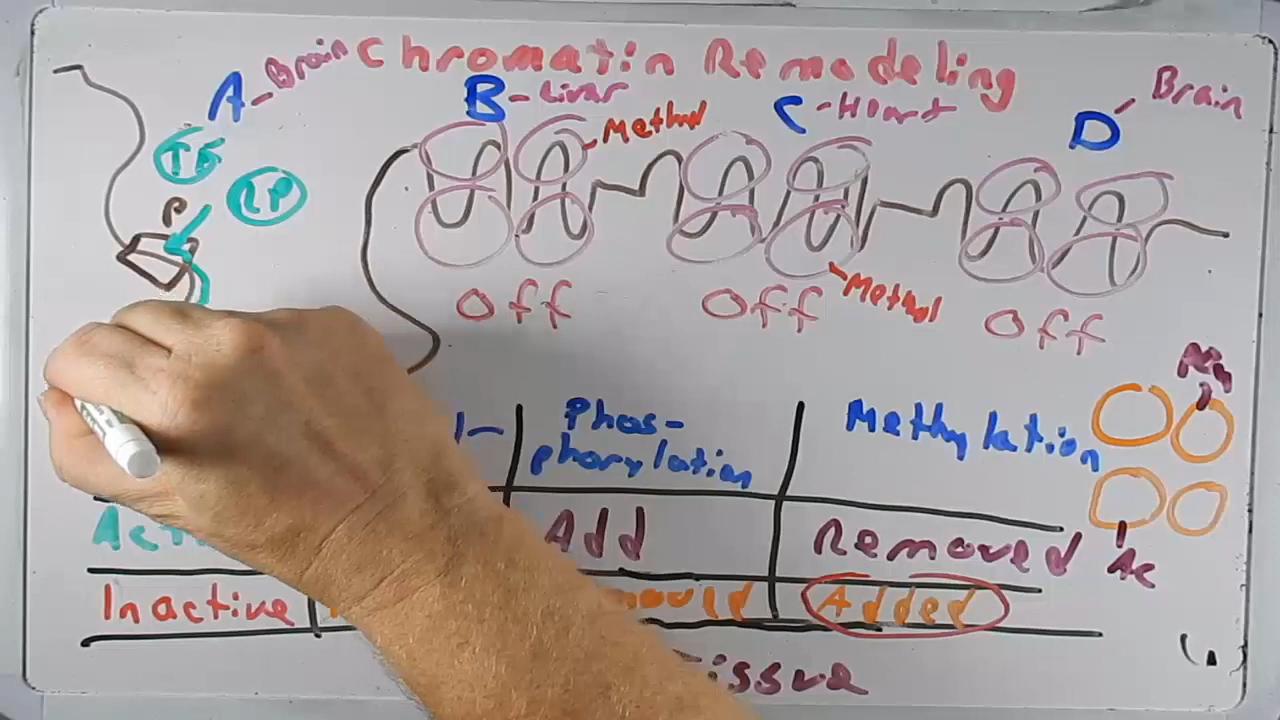 Chromatin Remodeling
A - Brain
B - Liver
C - Heart
D - Brain
Methyl
TF
RP
P
Methyl
Off
Off
Off
Phos-
phorylation
Methylation
Add
Removed
Ac
Inactive
Added
Tissue